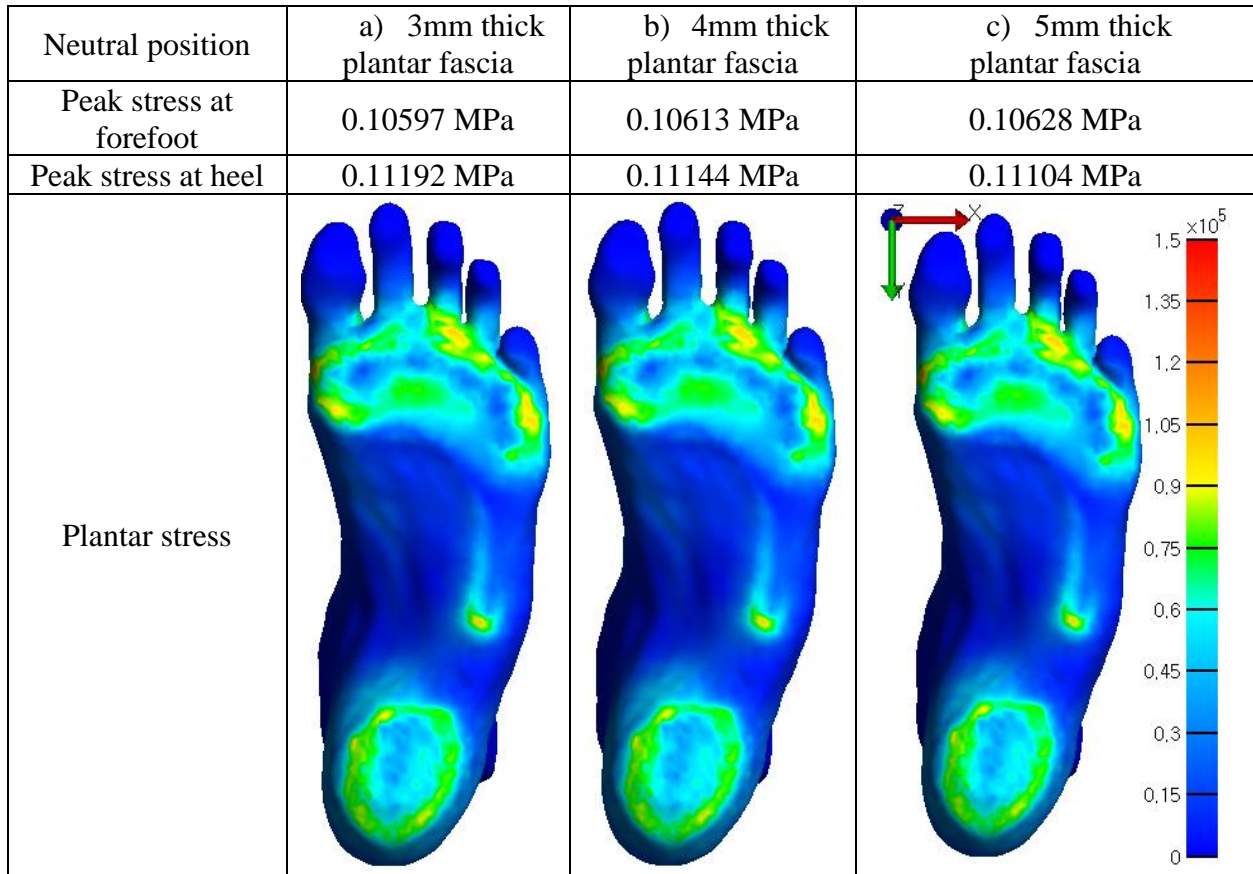 Neutral position
a) 3mm thick
plantar fascia
b) 4mm thick
plantar fascia
c) 5mm thick
plantar fascia
Peak stress at
forefoot
0.10597 MPa
0.10613 MPa
0.10628 MPa
Peak stress at heel
0.11192 MPa
0.11144 MPa
0.11104 MPa
Plantar stress
Z
X
Y
×10⁵
1.5
1.35
1.2
1.05
0.9
0.75
0.6
0.45
0.3
0.15
0